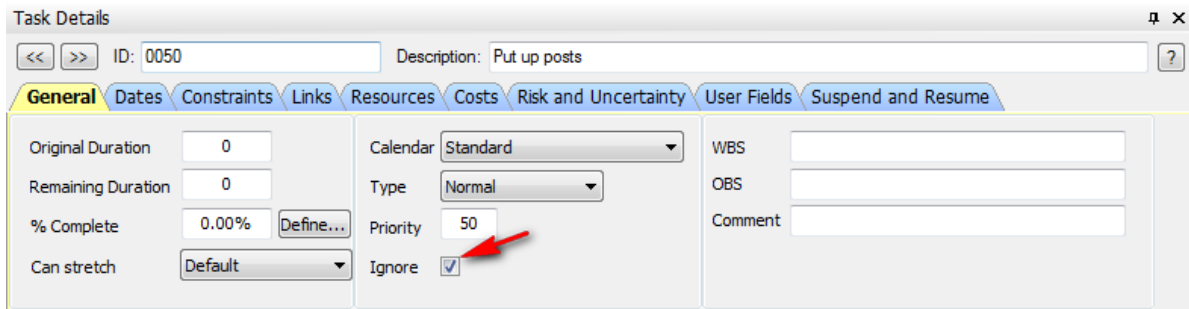 Task Details
<< >> ID: 0050 Description: Put up posts ?
General Dates Constraints Links Resources Costs Risk and Uncertainty User Fields Suspend and Resume
Original Duration 0 Calendar Standard WBS
Remaining Duration 0 Type Normal OBS
% Complete 0.00% Define... Priority 50 Comment
Can stretch Default Ignore